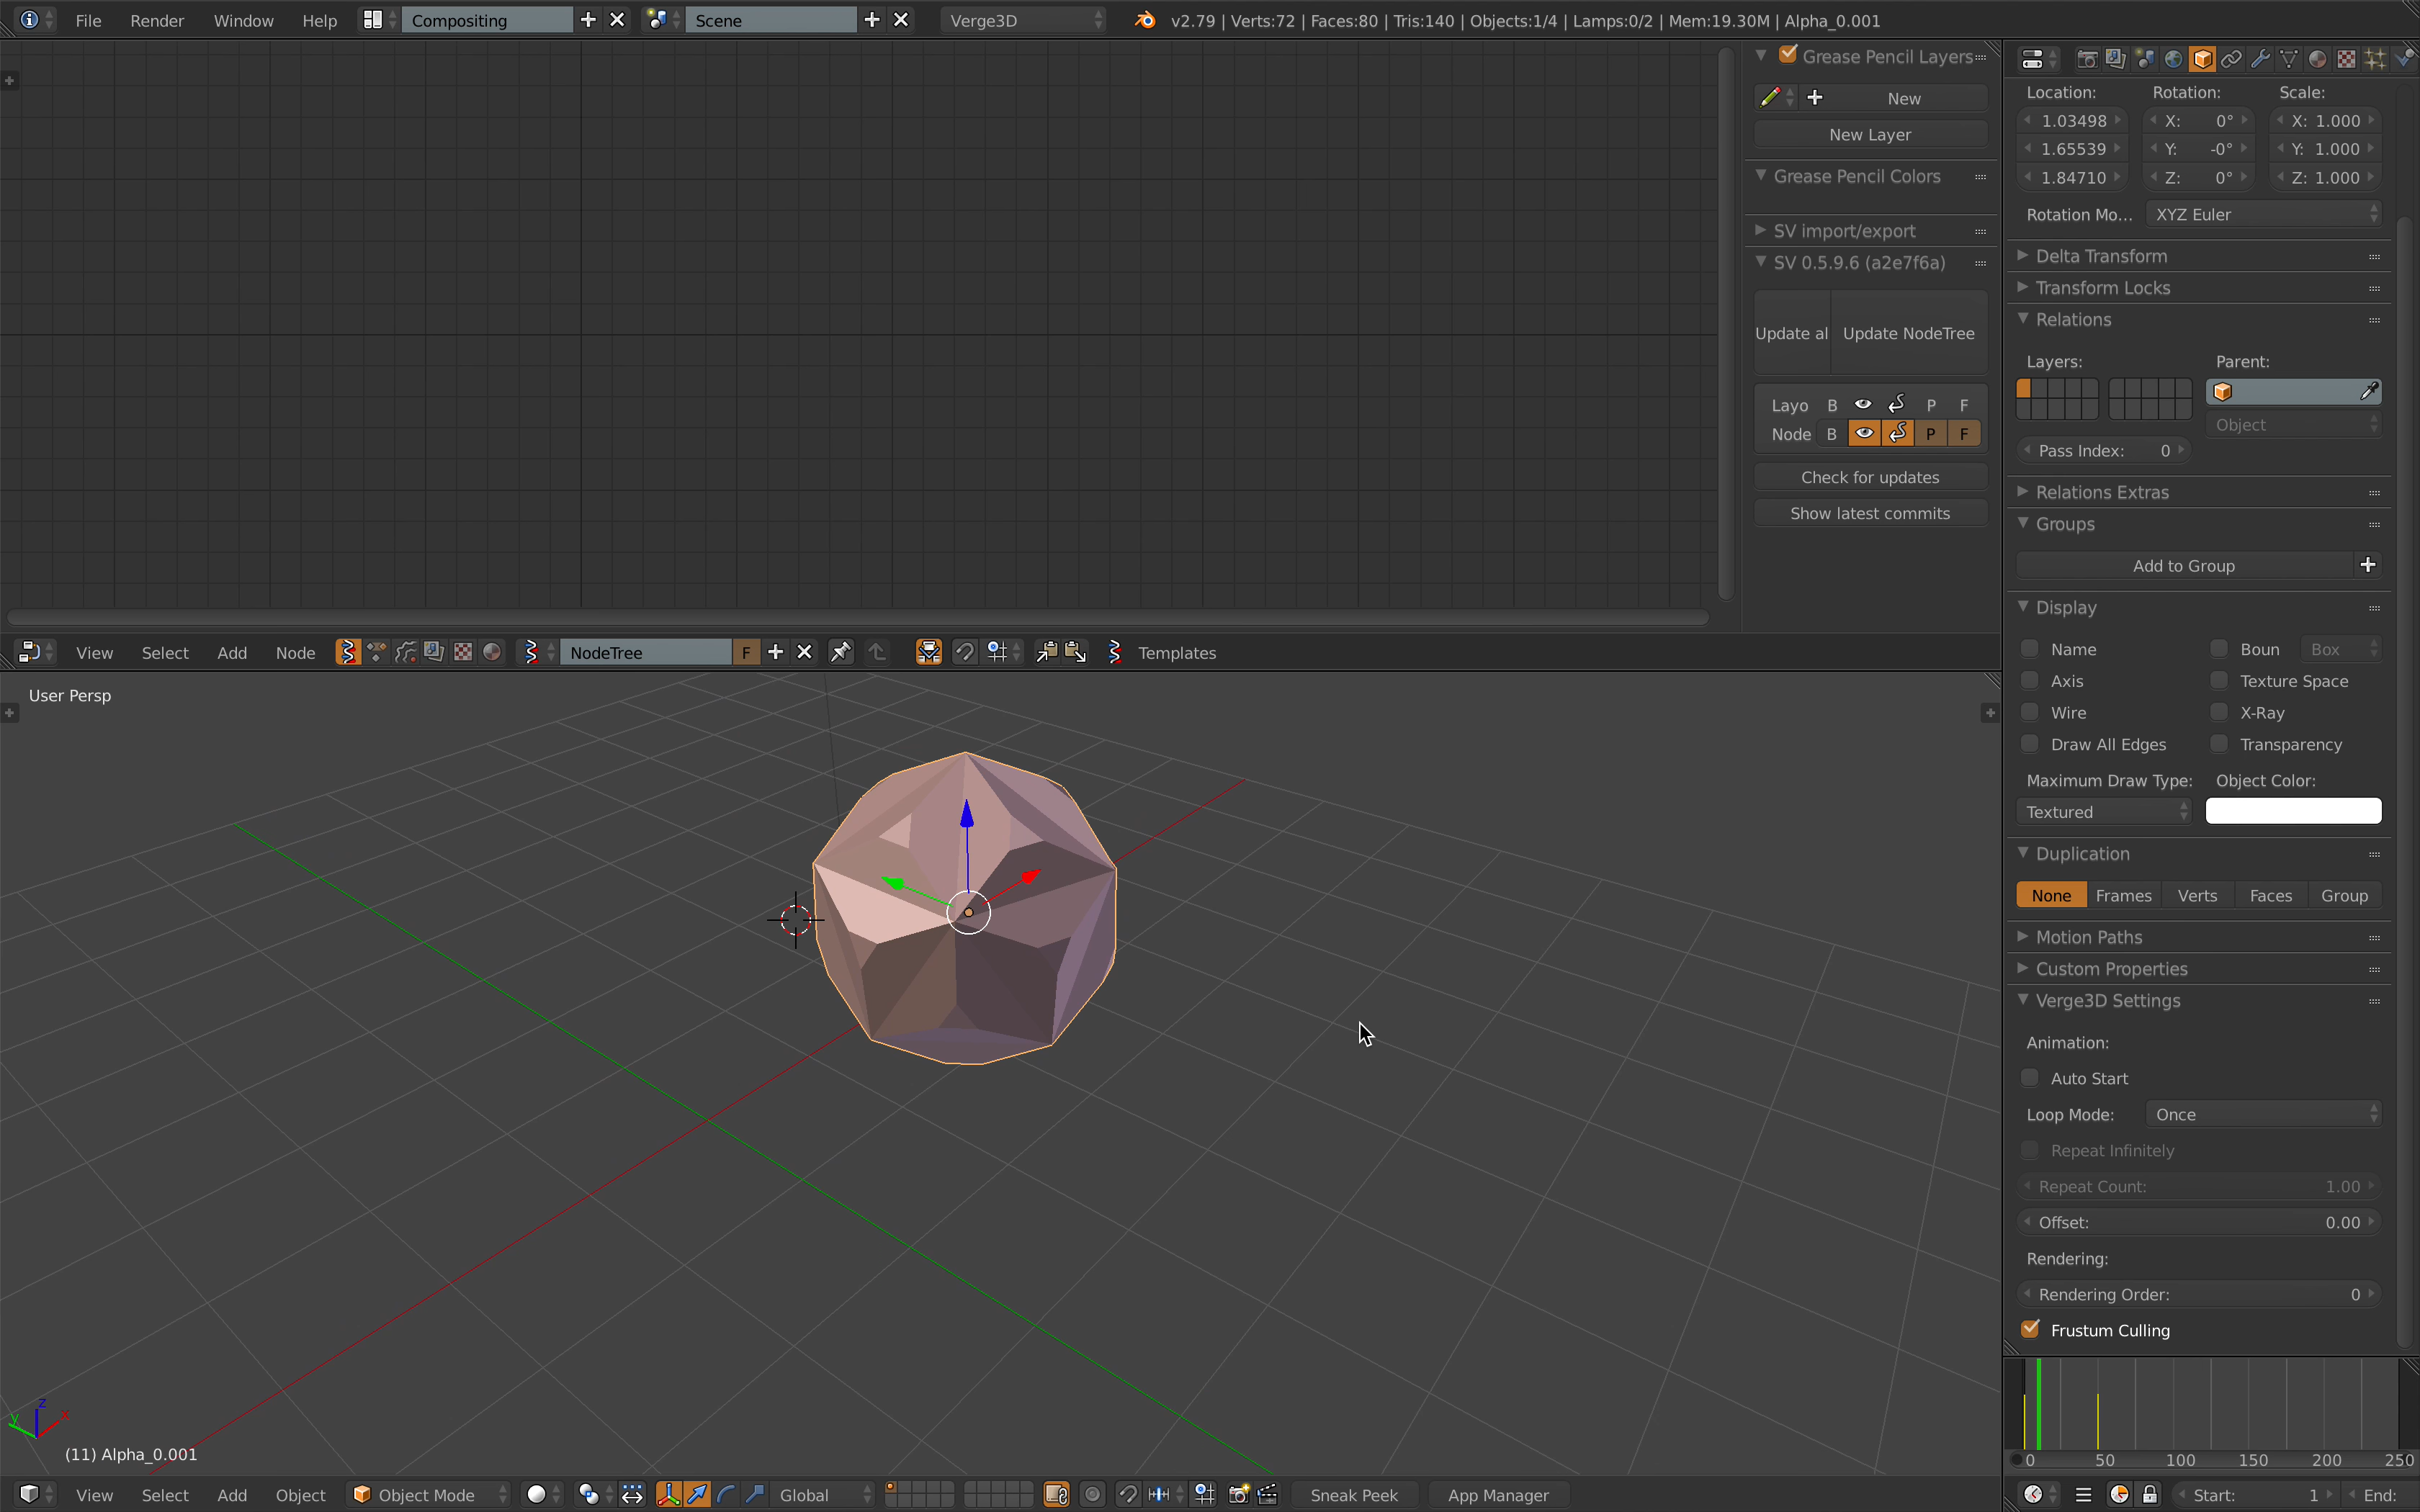 File Render Window Help Compositing Scene Verge3D v2.79 | Verts:72 | Faces:80 | Tris:140 | Objects:1/4 | Lamps:0/2 | Mem:19.30M | Alpha_0.001
Grease Pencil Layers
New
New Layer
Grease Pencil Colors
SV import/export
SV 0.5.9.6 (a2e7f6a)
Update al Update NodeTree
Layo B P F
Node B P F
Check for updates
Show latest commits
View Select Add Node NodeTree F Templates
User Persp
z
y x
(11) Alpha_0.001
View Select Add Object Object Mode Global Sneak Peek App Manager
Location: Rotation: Scale:
1.03498 X: 0° X: 1.000
1.65539 Y: -0° Y: 1.000
1.84710 Z: 0° Z: 1.000
Rotation Mo... XYZ Euler
Delta Transform
Transform Locks
Relations
Layers: Parent:
Object
Pass Index: 0
Relations Extras
Groups
Add to Group
Display
Name Boun Box
Axis Texture Space
Wire X-Ray
Draw All Edges Transparency
Maximum Draw Type: Object Color:
Textured
Duplication
None Frames Verts Faces Group
Motion Paths
Custom Properties
Verge3D Settings
Animation:
Auto Start
Loop Mode: Once
Repeat Infinitely
Repeat Count: 1.00
Offset: 0.00
Rendering:
Rendering Order: 0
Frustum Culling
0 50 100 150 200 250
Start: 1 End: